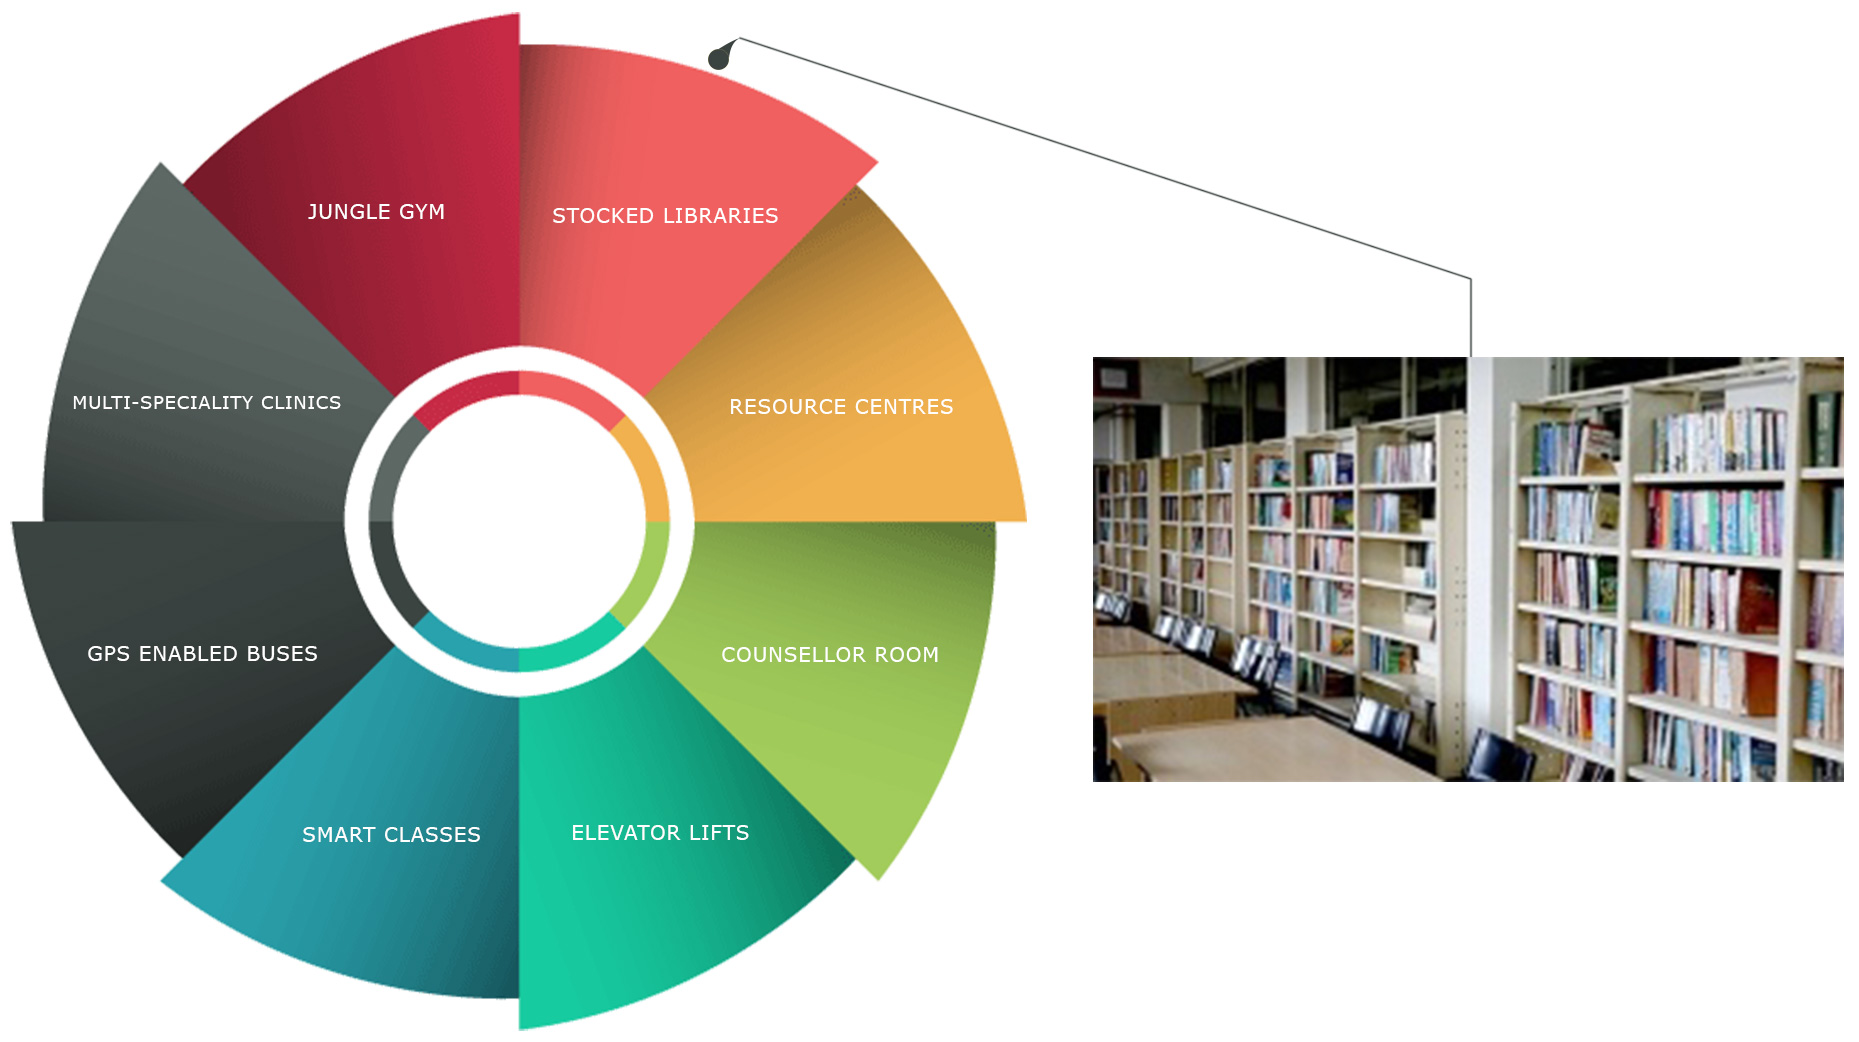 JUNGLE GYM
STOCKED LIBRARIES
MULTI-SPECIALITY CLINICS
RESOURCE CENTRES
GPS ENABLED BUSES
COUNSELLOR ROOM
SMART CLASSES
ELEVATOR LIFTS